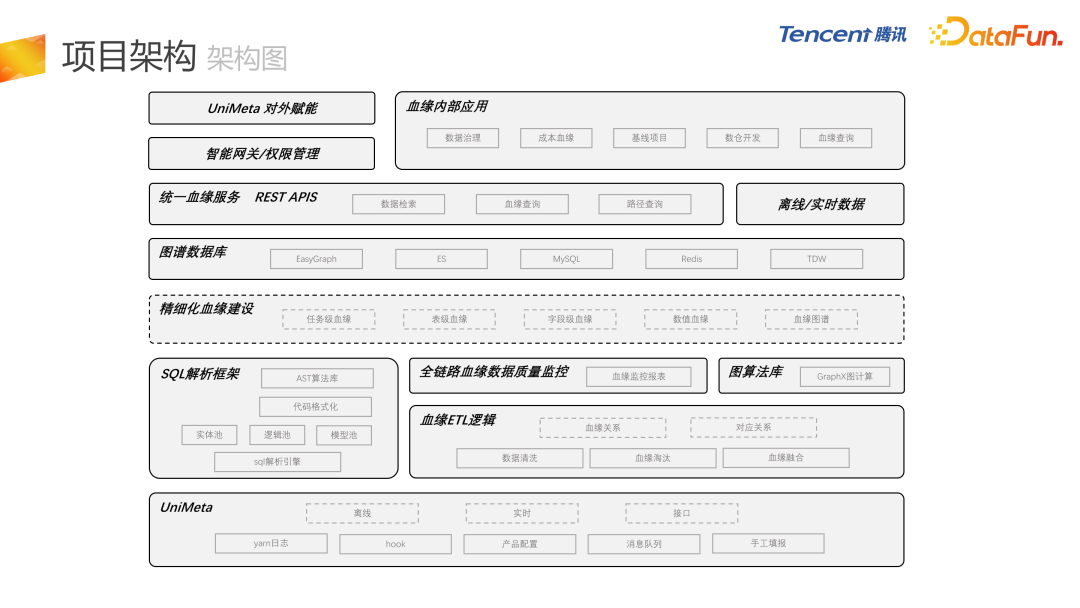 项目架构 架构图
Tencent 腾讯
DataFun.
UniMeta 对外赋能
智能网关/权限管理
血缘内部应用
数据治理 成本血缘 基线项目 数仓开发 血缘查询
统一血缘服务 REST APIS
数据检索 血缘查询 路径查询
离线/实时数据
图谱数据库
EasyGraph ES MySQL Redis TDW
精细化血缘建设
任务级血缘 表级血缘 字段级血缘 数值血缘 血缘图谱
SQL解析框架
AST算法库
代码格式化
实体池 逻辑池 模型池
sql解析引擎
全链路血缘数据质量监控
血缘监控报表
图算法库
GraphX图计算
血缘ETL逻辑
血缘关系 对应关系
数据清洗 血缘淘汰 血缘融合
UniMeta
离线 实时 接口
yarn日志 hook 产品配置 消息队列 手工填报